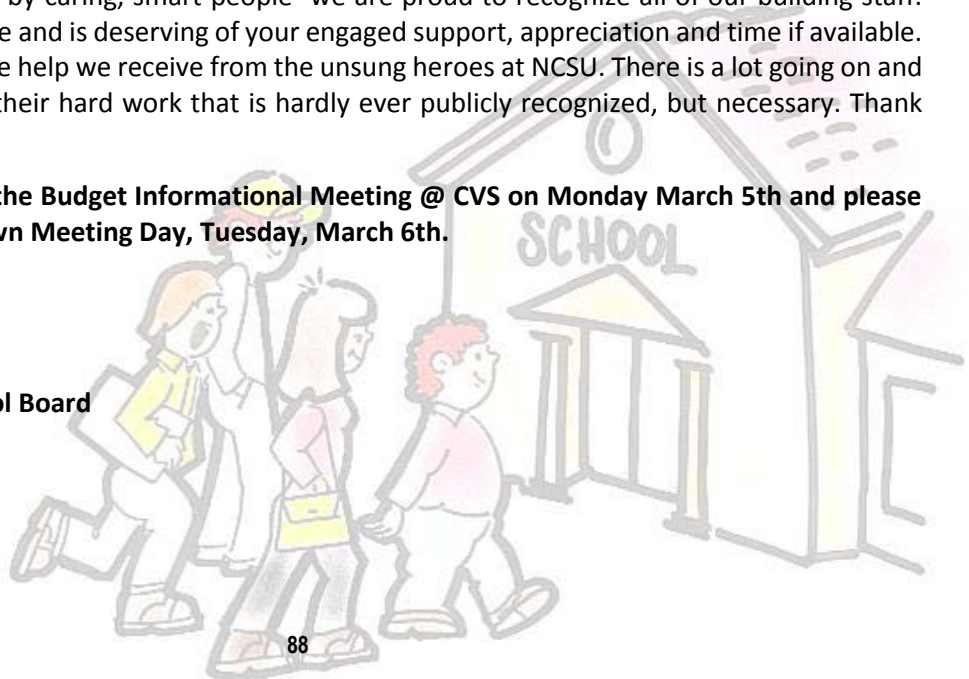 by caring, smart people- we are proud to recognize all of our building staff.
e and is deserving of your engaged support, appreciation and time if available.
e help we receive from the unsung heroes at NCSU. There is a lot going on and
their hard work that is hardly ever publicly recognized, but necessary. Thank
the Budget Informational Meeting @ CVS on Monday March 5th and please
wn Meeting Day, Tuesday, March 6th.
SCHOOL
ol Board
88